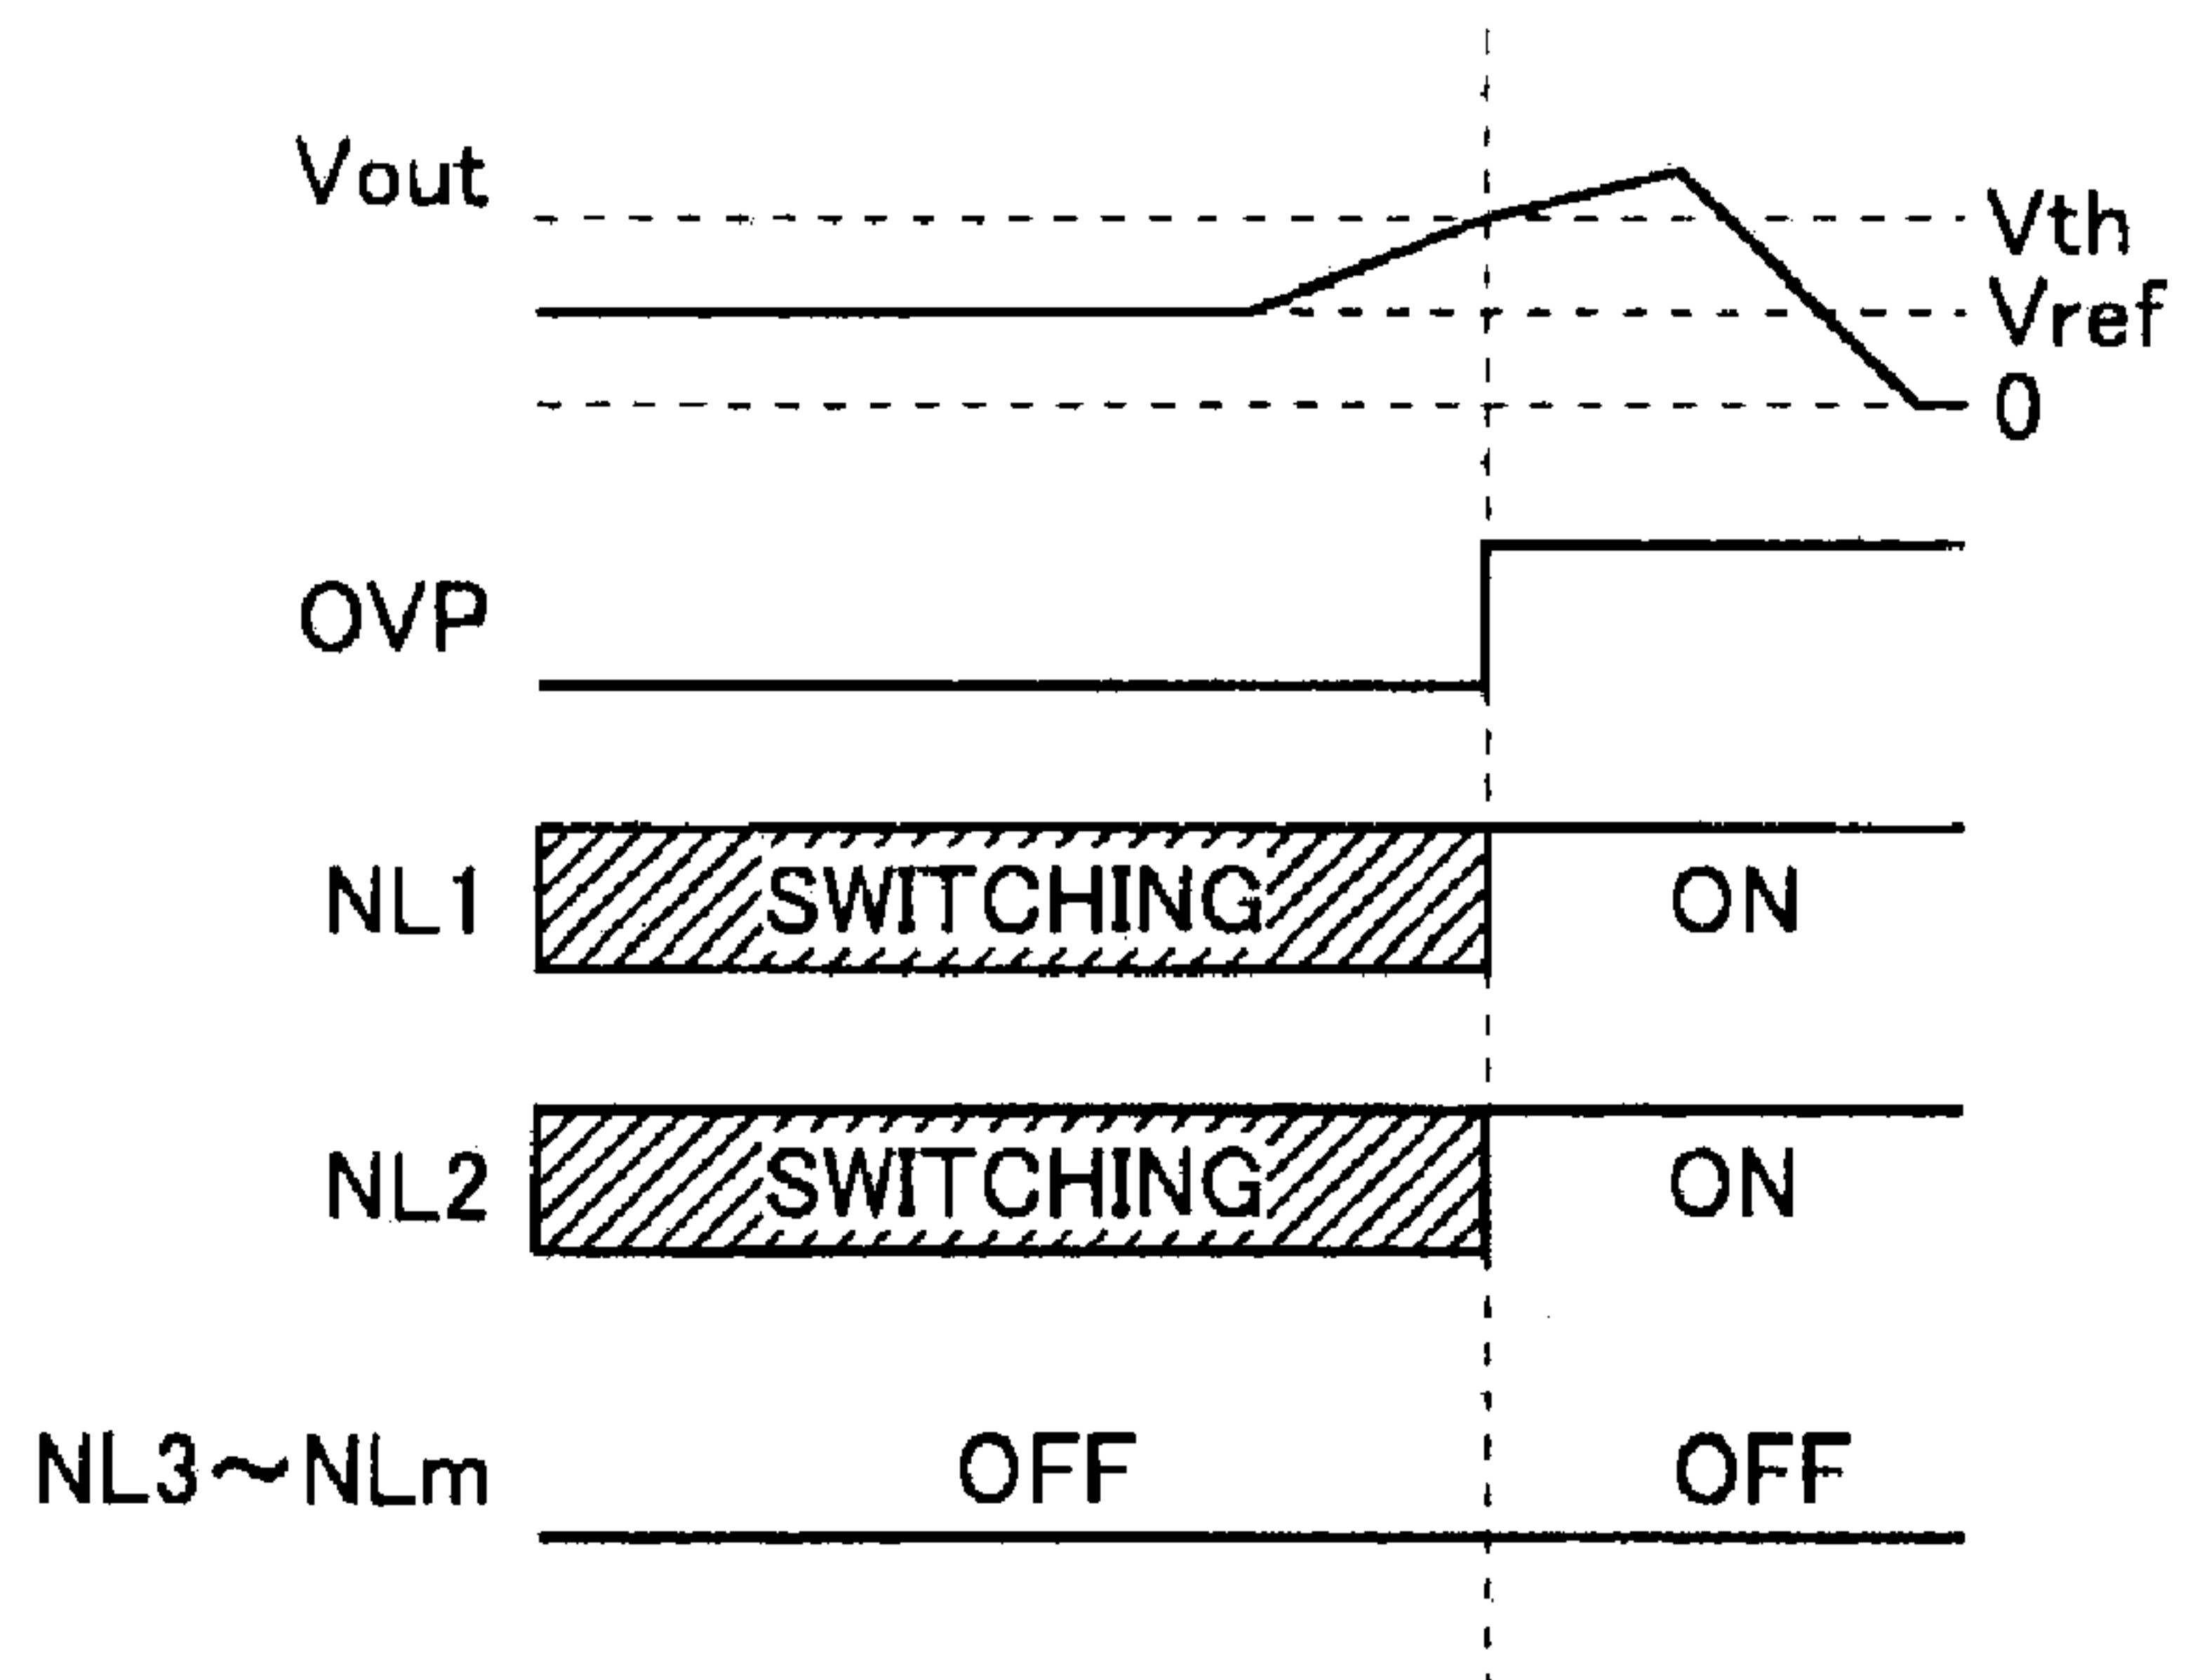 Vout
Vth
Vref
0
OVP
NL1 SWITCHING ON
NL2 SWITCHING ON
NL3~NLm OFF OFF